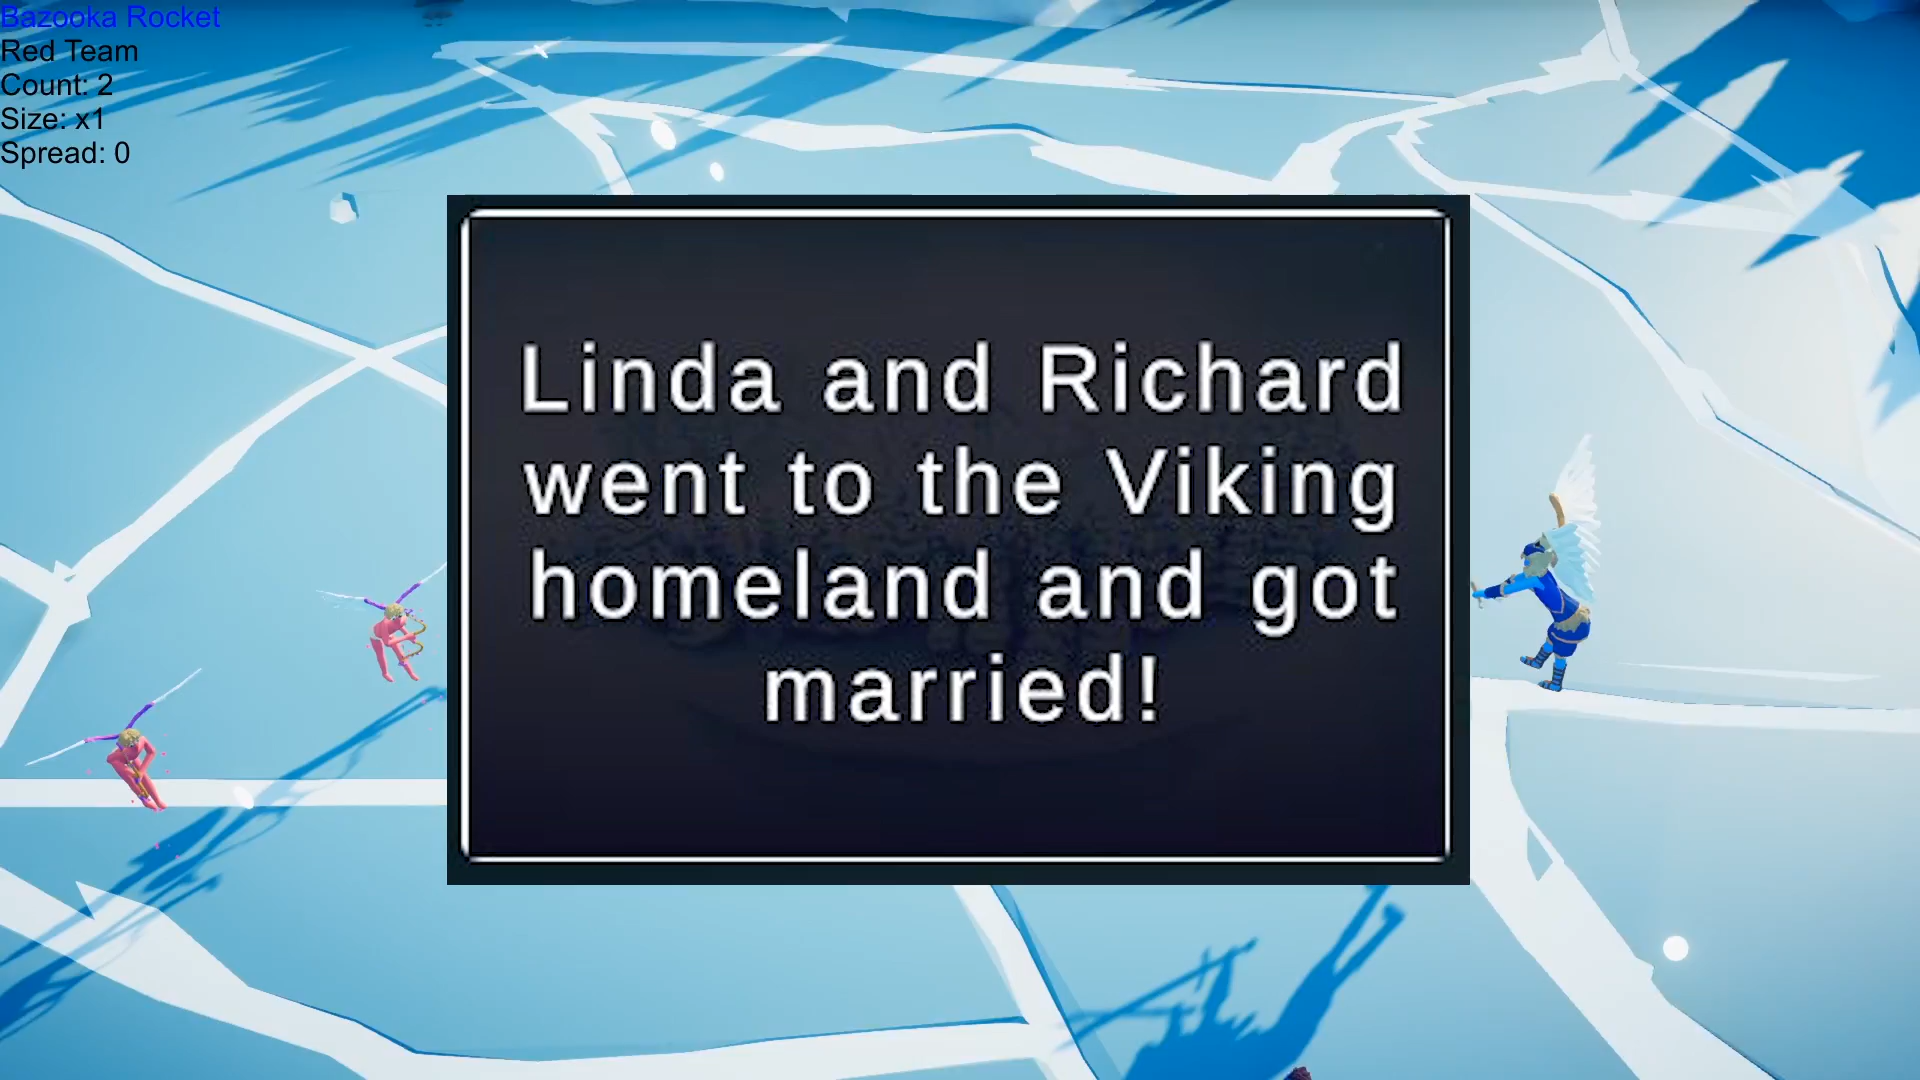 Bazooka Rocket
Red Team
Count: 2
Size: x1
Spread: 0
Linda and Richard
went to the Viking
homeland and got
married!